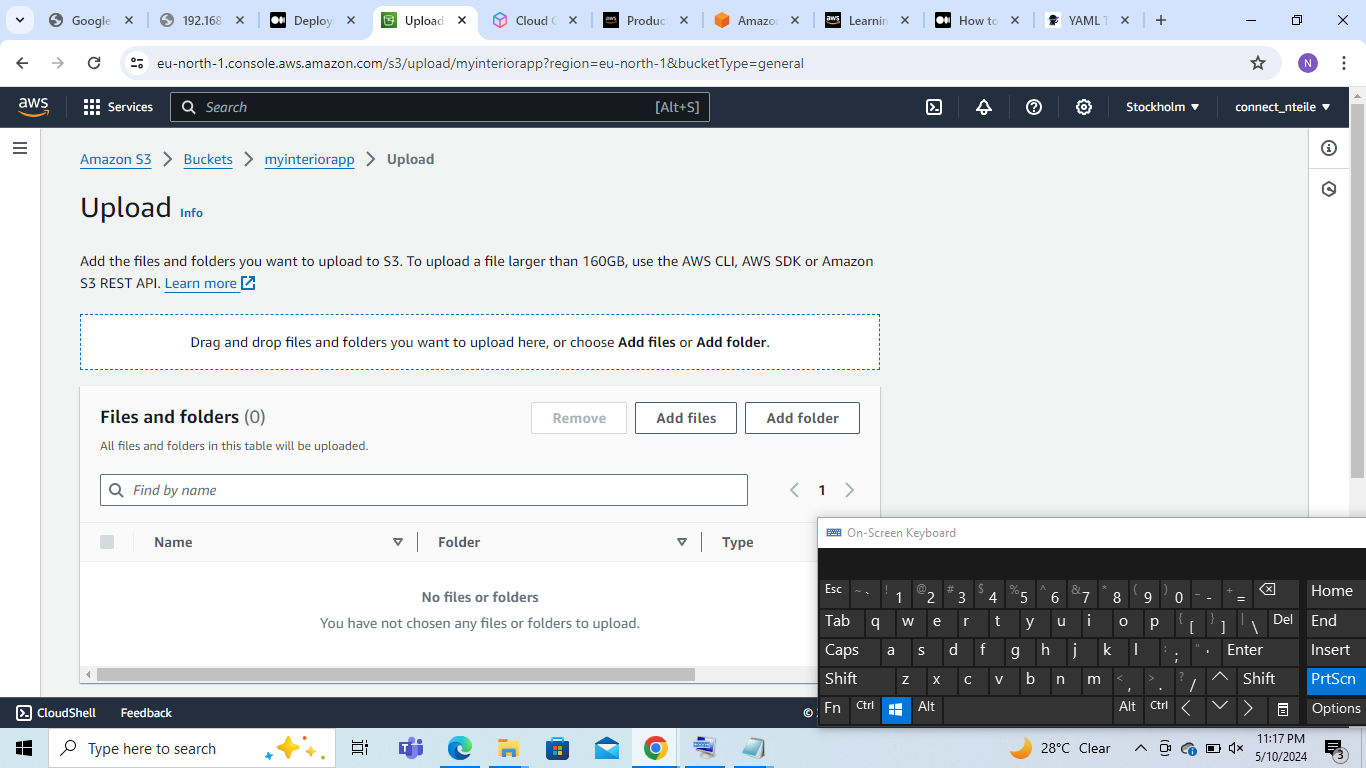 Google
192.168
Deploy
Upload
Cloud
Produc
Amazo
Learnin
How to
YAML T
eu-north-1.console.aws.amazon.com/s3/upload/myinteriorapp?region=eu-north-1&bucketType=general
N
aws
Services
Search
[Alt+S]
Stockholm
connect_nteile
Amazon S3
Buckets
myinteriorapp
Upload
Upload Info
Add the files and folders you want to upload to S3. To upload a file larger than 160GB, use the AWS CLI, AWS SDK or Amazon
S3 REST API. Learn more
Drag and drop files and folders you want to upload here, or choose Add files or Add folder.
Files and folders (0)
Remove
Add files
Add folder
All files and folders in this table will be uploaded.
Find by name
1
Name
Folder
Type
No files or folders
You have not chosen any files or folders to upload.
On-Screen Keyboard
Esc ~ ` ! 1 @ 2 # 3 $ 4 % 5 ^ 6 & 7 * 8 ( 9 ) 0 _ - + = Home
Tab q w e r t y u i o p { [ } ] | \ Del End
Caps a s d f g h j k l : ; " ' Enter Insert
Shift z x c v b n m < , > . ? / Shift PrtScn
Fn Ctrl Alt Alt Ctrl Options
CloudShell
Feedback
©
Type here to search
28°C Clear
11:17 PM
5/10/2024
3